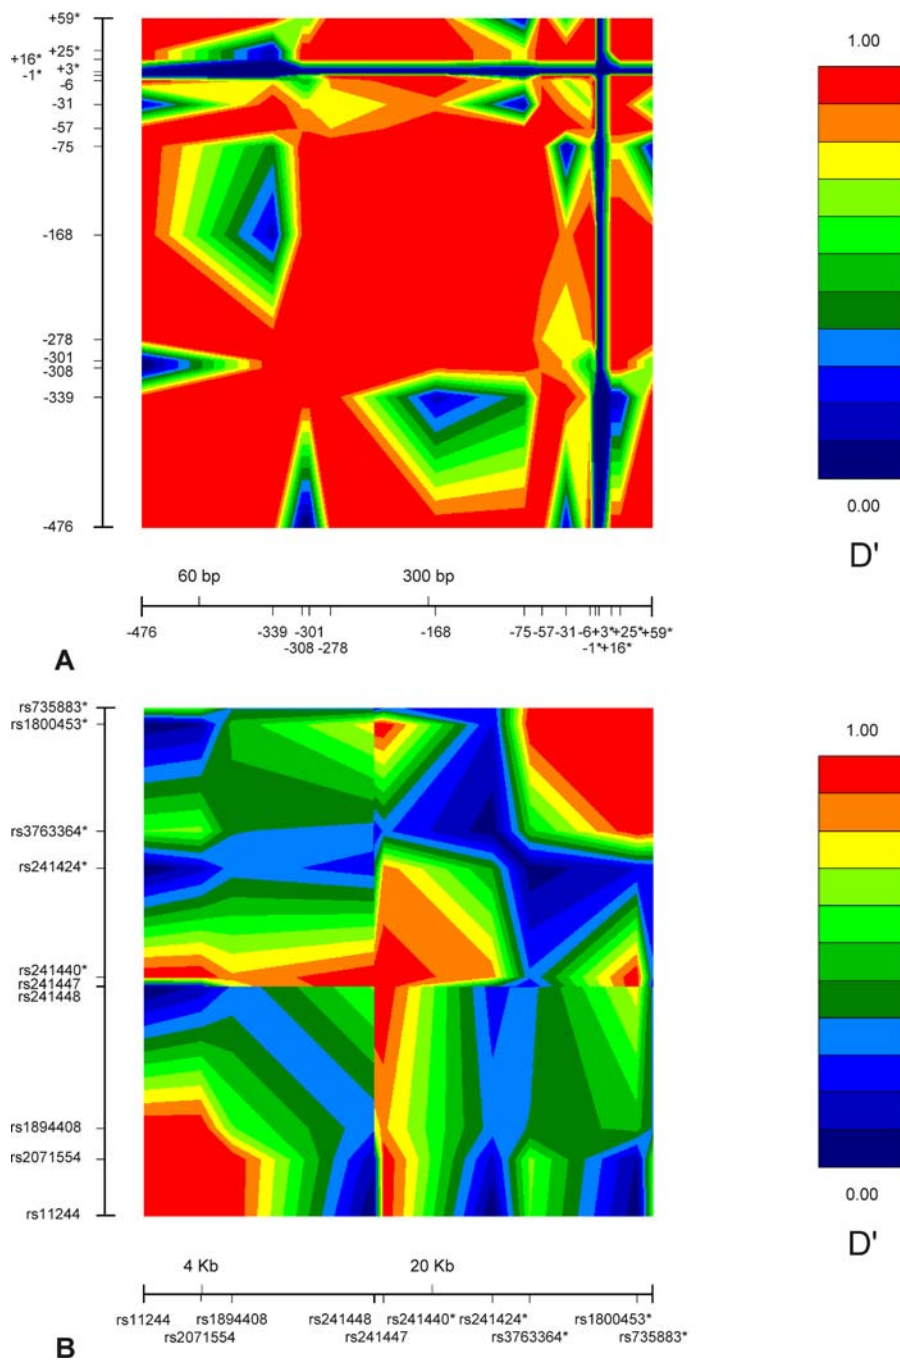 +59*
+25*
+16*
+3*
-1*
-6
-31
-57
-75
-168
-278
-301
-308
-339
-476
1.00
0.00
D'
60 bp
300 bp
-476
-339
-301
-168
-75
-57
-31
-6
+3*
+25*
+59*
-308
-278
-1*
+16*
A
rs735883*
rs1800453*
rs3763364*
rs241424*
rs241440*
rs241447
rs241448
rs1894408
rs2071554
rs11244
1.00
0.00
D'
4 Kb
20 Kb
rs11244
rs1894408
rs241448
rs241440*
rs241424*
rs1800453*
rs2071554
rs241447
rs3763364*
rs735883*
B